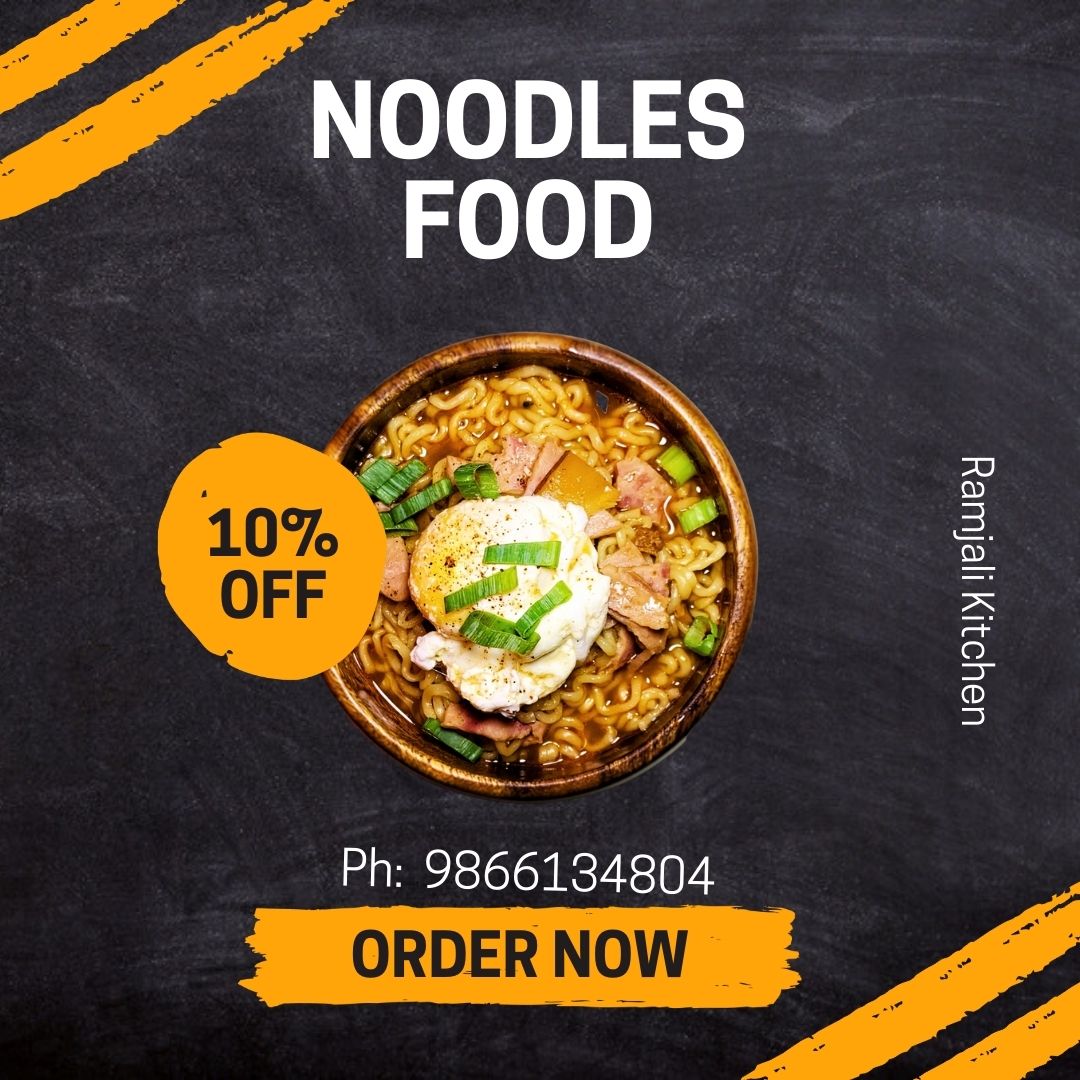 NOODLES
FOOD
10%
OFF
Ramjali Kitchen
Ph: 9866134804
ORDER NOW